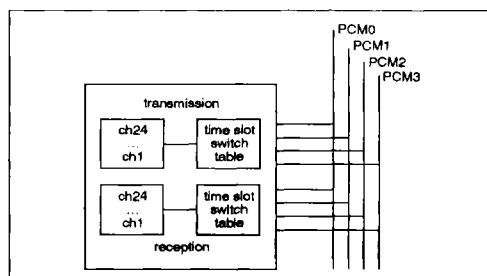 PCM0
PCM1
PCM2
PCM3
transmission
ch24
...
ch1
time slot
switch
table
ch24
...
ch1
time slot
switch
table
reception